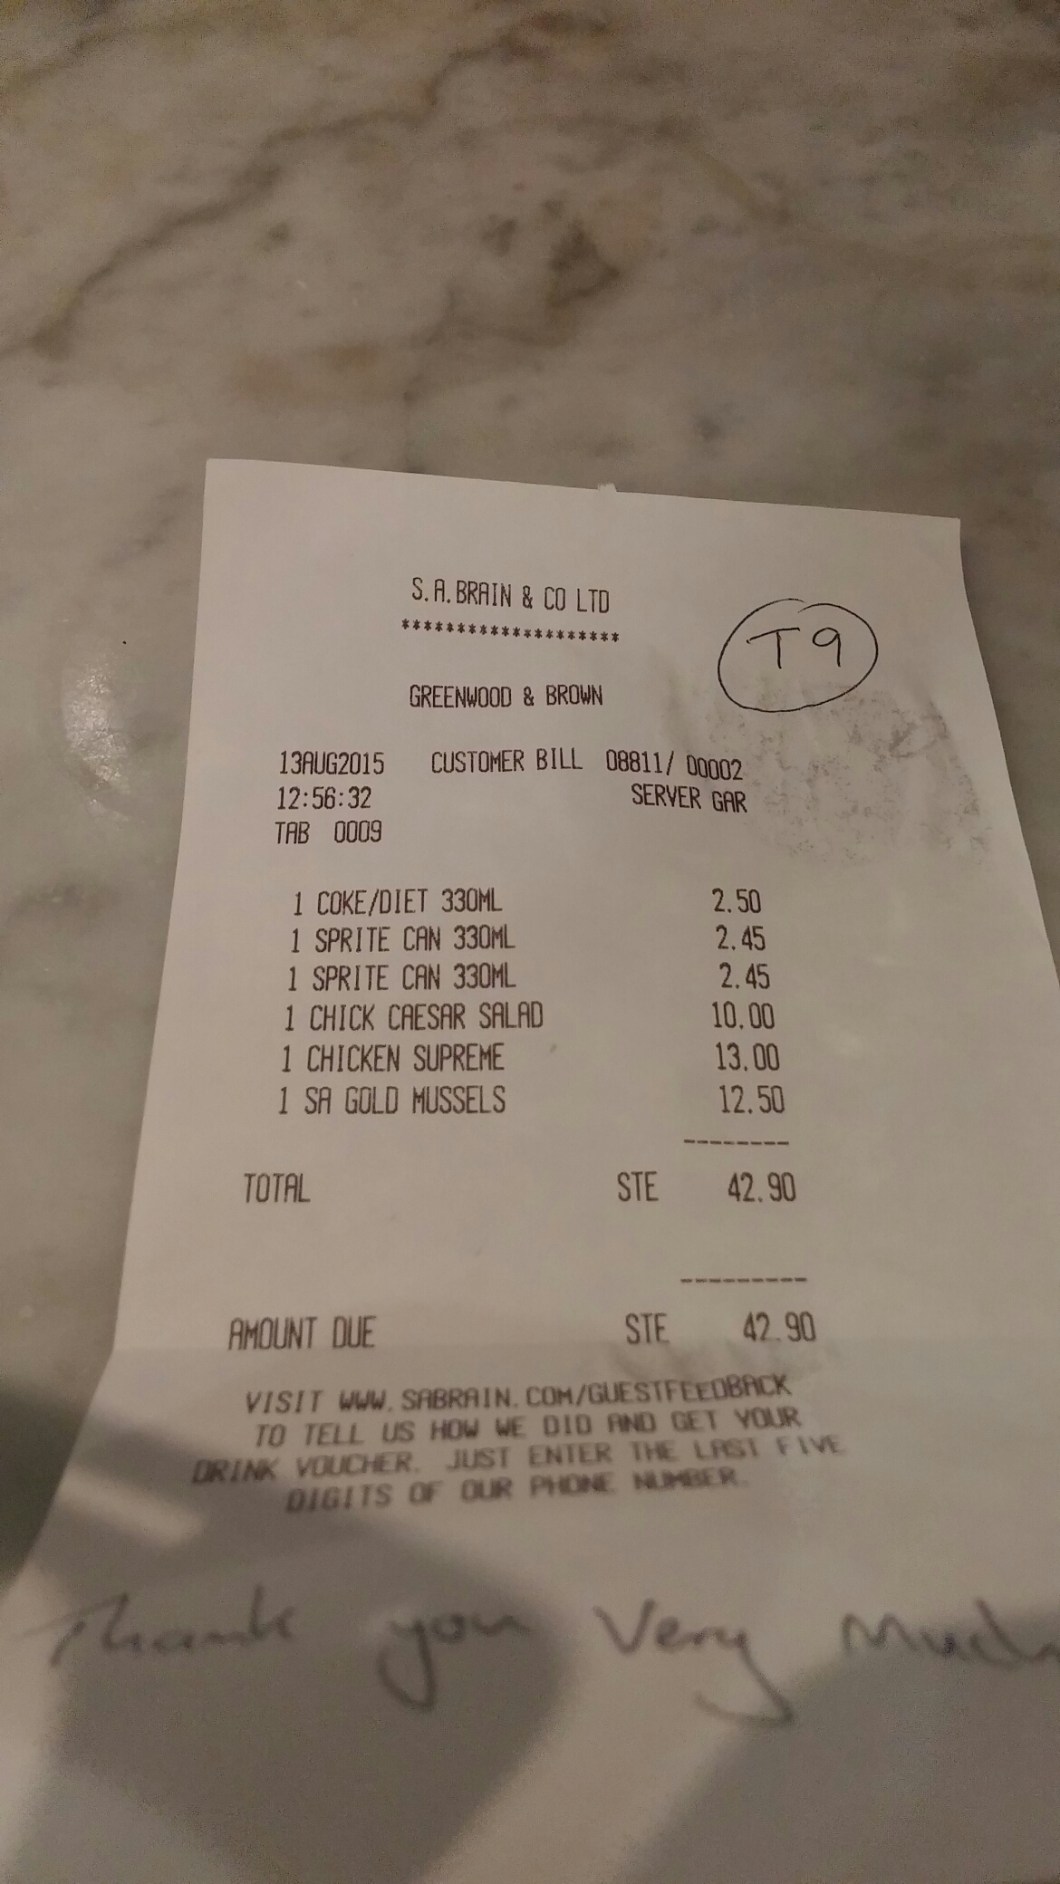 S.A.BRAIN & CO LTD
********************
T9
GREENWOOD & BROWN
13AUG2015 CUSTOMER BILL 08811/ 00002
12:56:32 SERVER GAR
TAB 0009
1 COKE/DIET 330ML 2.50
1 SPRITE CAN 330ML 2.45
1 SPRITE CAN 330ML 2.45
1 CHICK CAESAR SALAD 10.00
1 CHICKEN SUPREME 13.00
1 SA GOLD MUSSELS 12.50
--------
TOTAL STE 42.90
---------
AMOUNT DUE STE 42.90
VISIT WWW.SABRAIN.COM/GUESTFEEDBACK
TO TELL US HOW WE DID AND GET YOUR
DRINK VOUCHER. JUST ENTER THE LAST FIVE
DIGITS OF OUR PHONE NUMBER.
Thank you Very Much